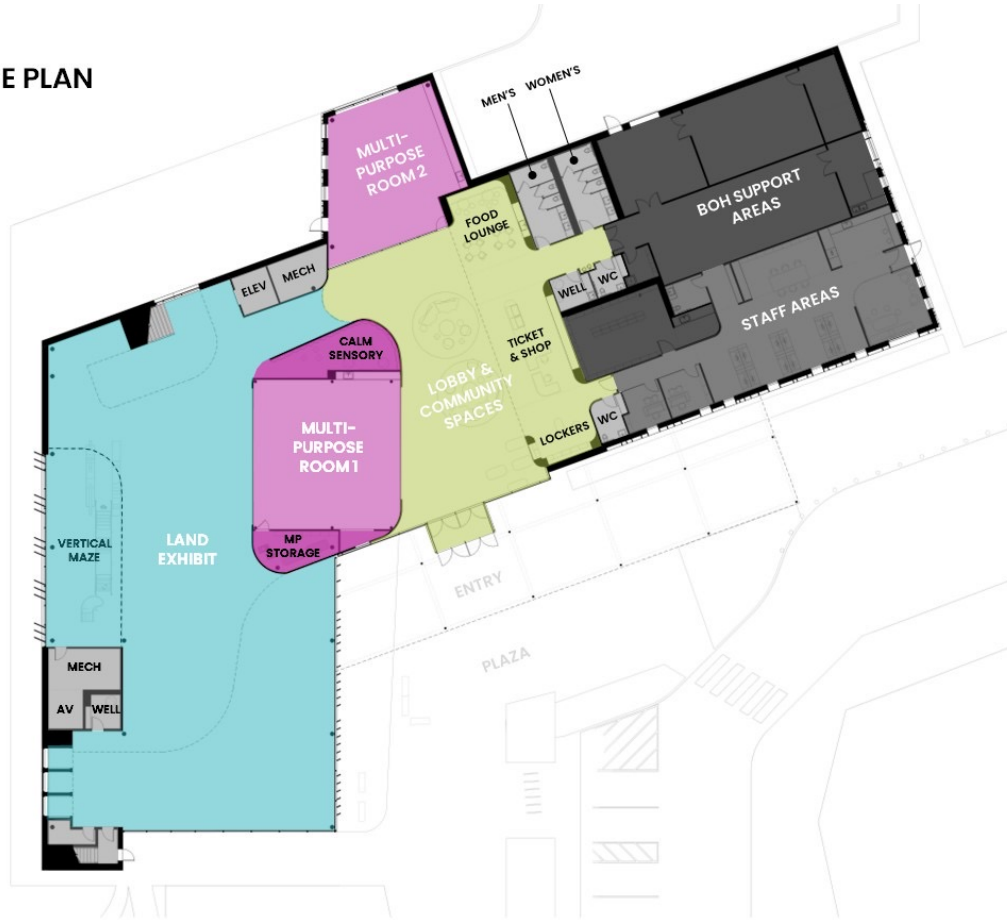 E PLAN
MEN'S
WOMEN'S
MULTI-
PURPOSE
ROOM 2
FOOD
LOUNGE
BOH SUPPORT
AREAS
ELEV
MECH
WELL
WC
STAFF AREAS
CALM
SENSORY
TICKET
& SHOP
LOBBY &
COMMUNITY
SPACES
MULTI-
PURPOSE
ROOM 1
LOCKERS
WC
VERTICAL
MAZE
LAND
EXHIBIT
MP
STORAGE
ENTRY
PLAZA
MECH
AV
WELL